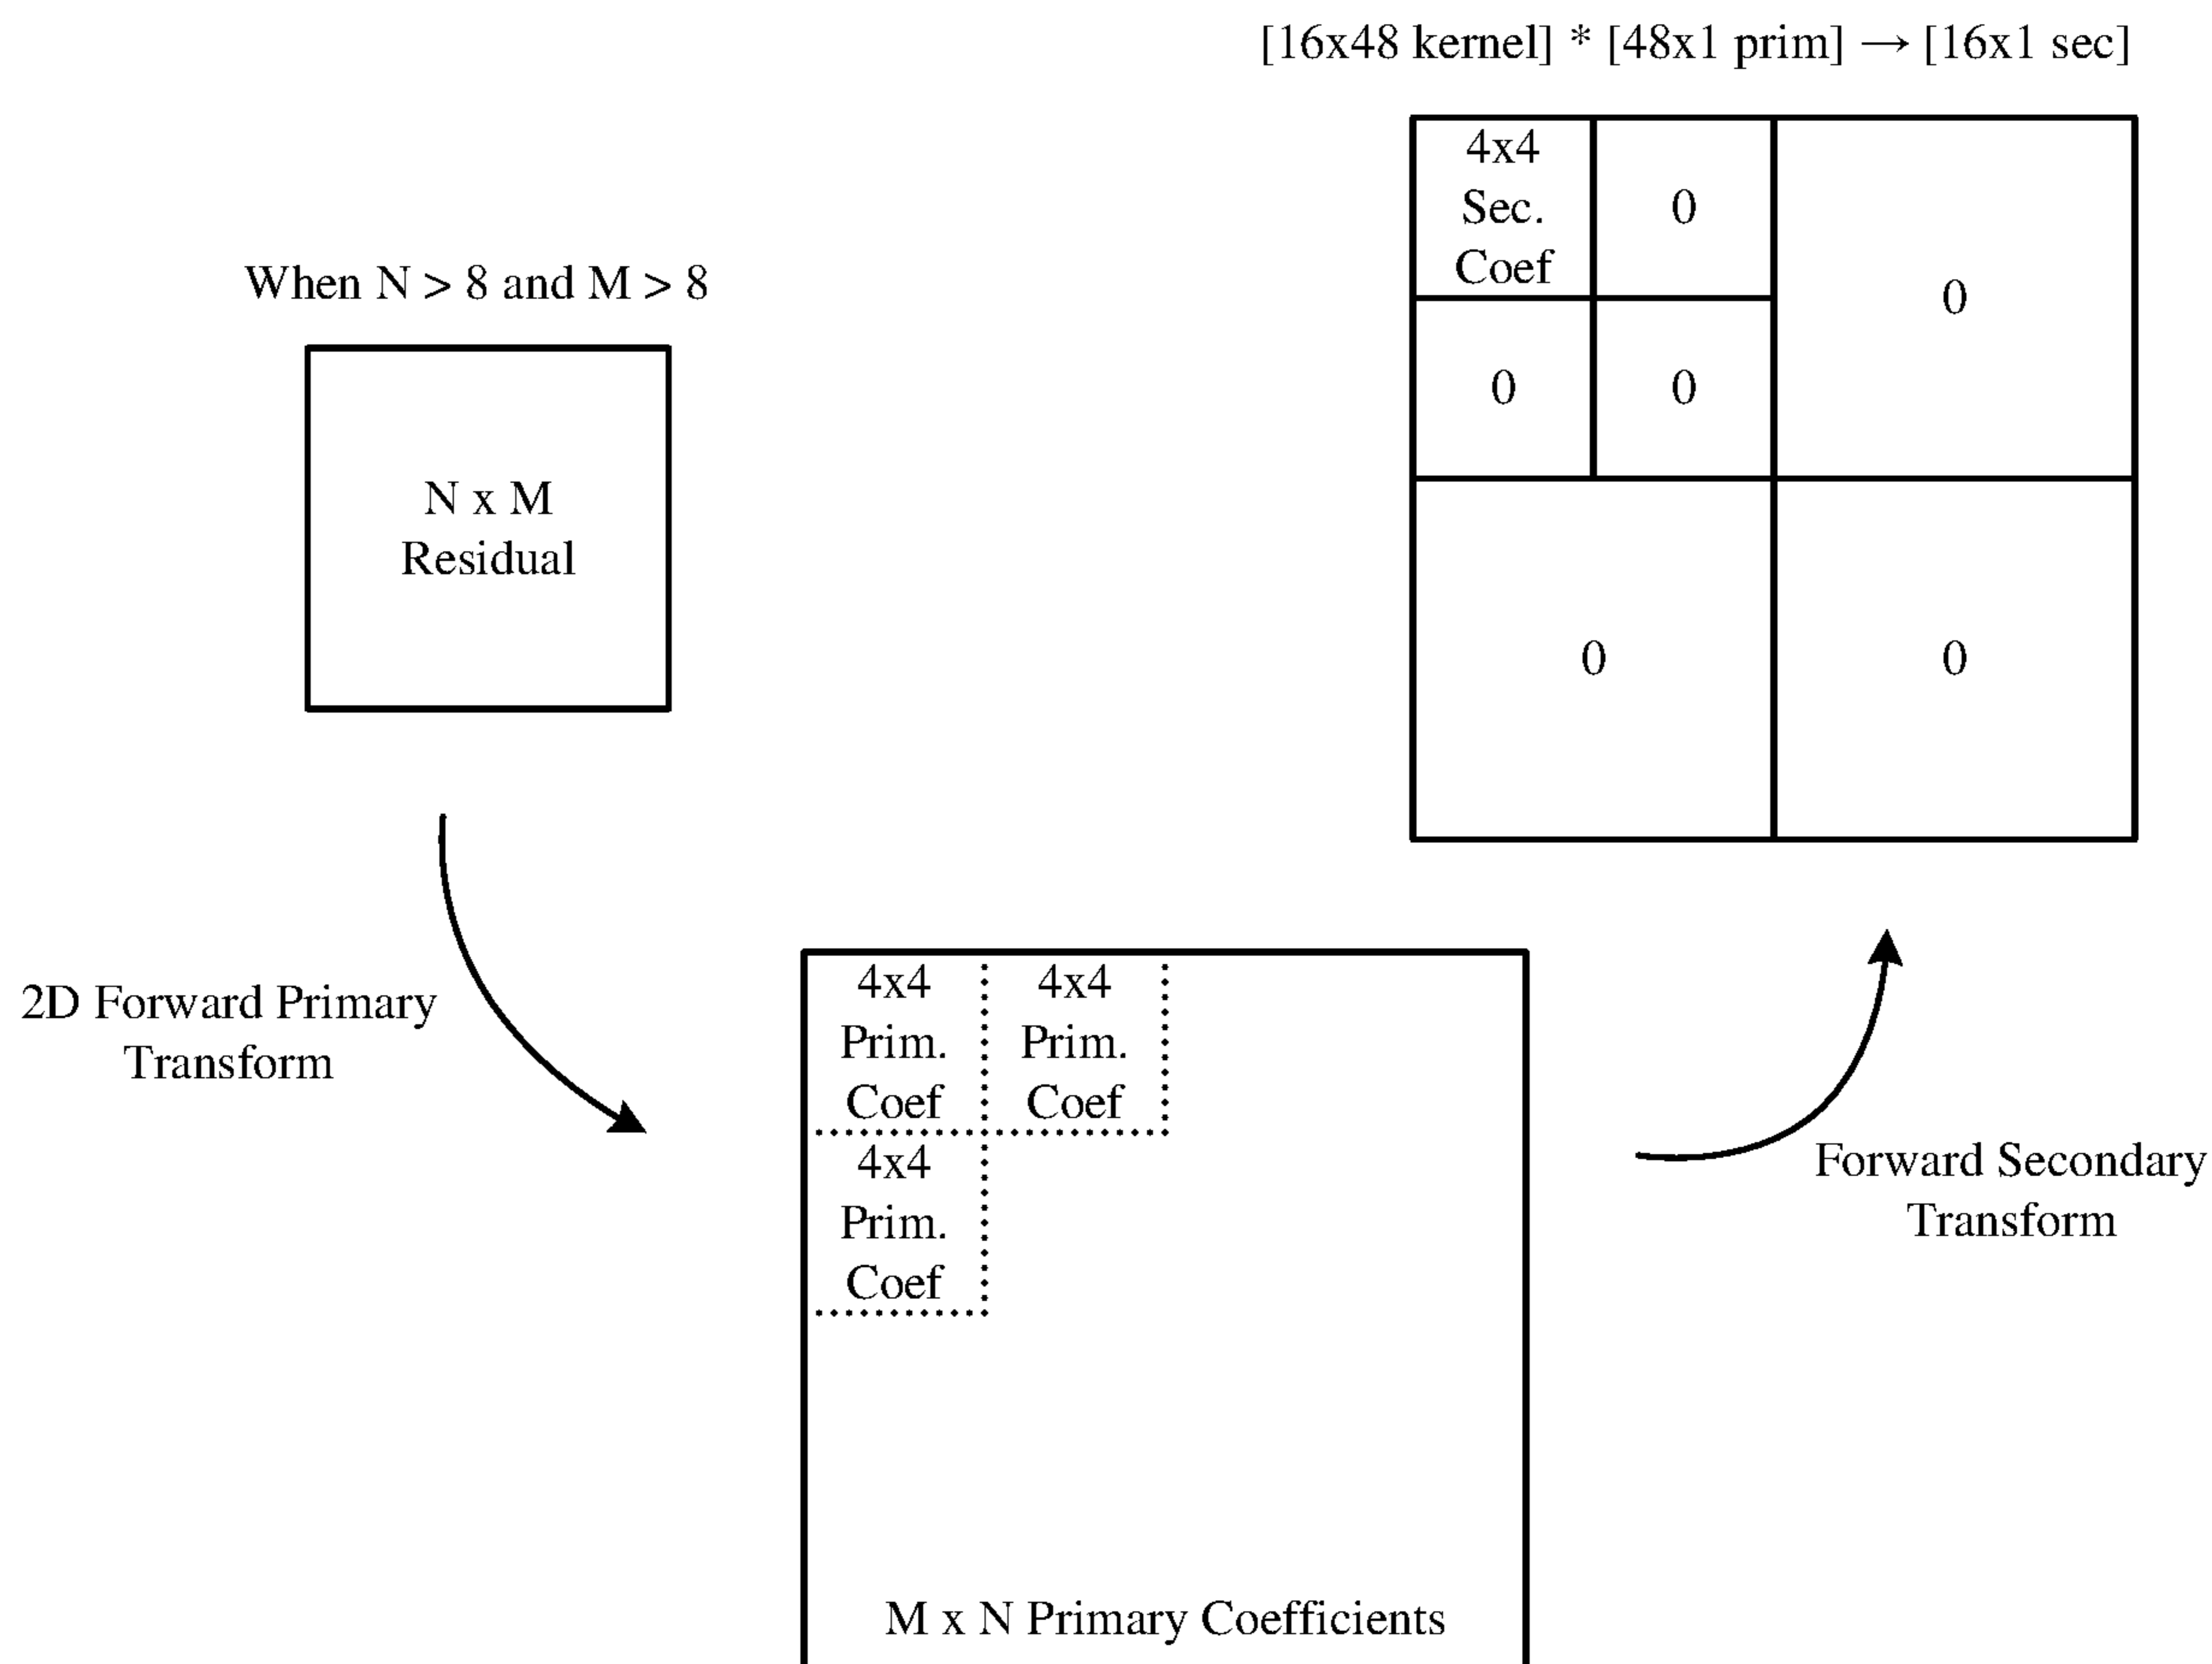 [16x48 kernel] * [48x1 prim] → [16x1 sec]
4x4
Sec.
Coef
0
0
0
0
0
0
When N > 8 and M > 8
N x M
Residual
2D Forward Primary
Transform
4x4
Prim.
Coef
4x4
Prim.
Coef
4x4
Prim.
Coef
M x N Primary Coefficients
Forward Secondary
Transform